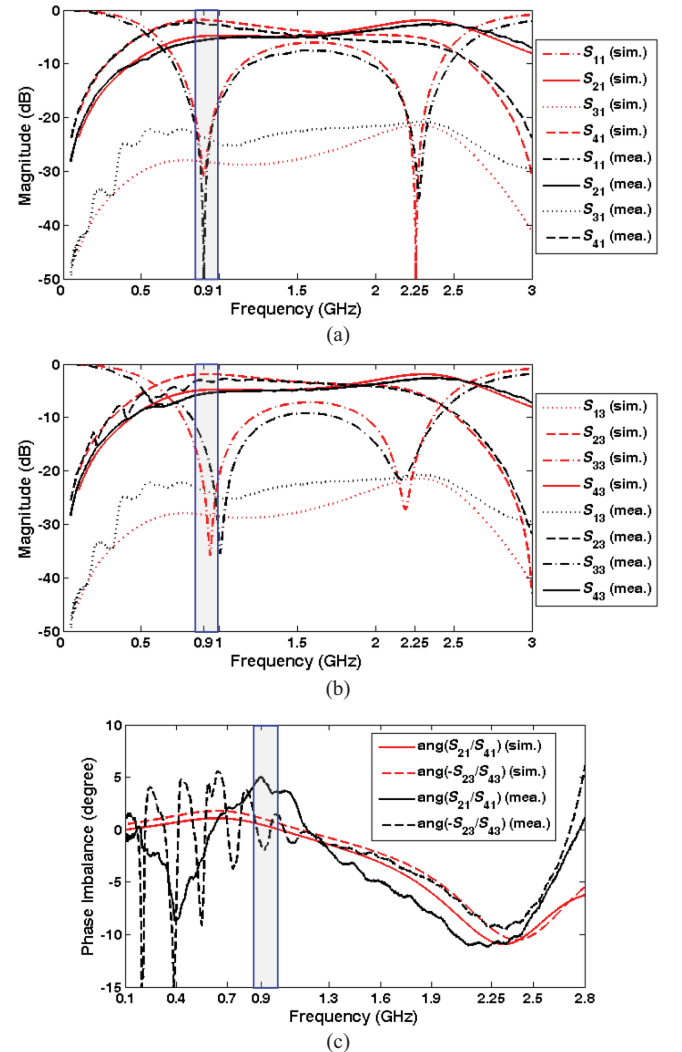 0
-10
-20
-30
-40
-50
Magnitude (dB)
0 0.5 0.9 1 1.5 2 2.25 2.5 3
Frequency (GHz)
S11 (sim.)
S21 (sim.)
S31 (sim.)
S41 (sim.)
S11 (mea.)
S21 (mea.)
S31 (mea.)
S41 (mea.)
(a)
0
-10
-20
-30
-40
-50
Magnitude (dB)
0 0.5 0.9 1 1.5 2 2.25 2.5 3
Frequency (GHz)
S13 (sim.)
S23 (sim.)
S33 (sim.)
S43 (sim.)
S13 (mea.)
S23 (mea.)
S33 (mea.)
S43 (mea.)
(b)
10
5
0
-5
-10
-15
Phase Imbalance (degree)
ang(S21/S41) (sim.)
ang(-S23/S43) (sim.)
ang(S21/S41) (mea.)
ang(-S23/S43) (mea.)
0.1 0.4 0.7 0.9 1.3 1.6 1.9 2.25 2.5 2.8
Frequency (GHz)
(c)